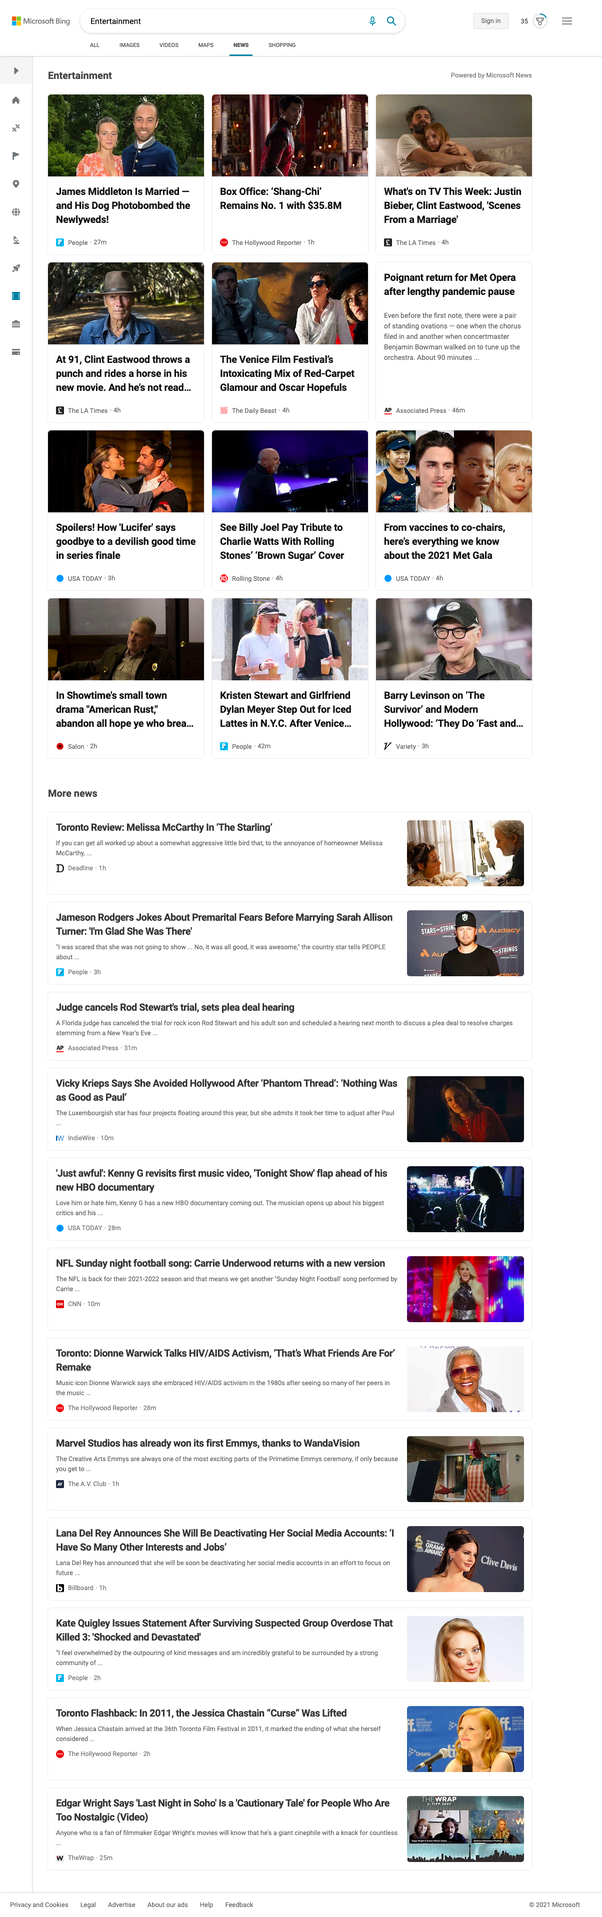 Microsoft Bing
Entertainment
Sign in
35
ALL IMAGES VIDEOS MAPS NEWS SHOPPING
Entertainment
Powered by Microsoft News
James Middleton Is Married —
and His Dog Photobombed the
Newlyweds!
People · 27m
Box Office: ‘Shang-Chi’
Remains No. 1 with $35.8M
The Hollywood Reporter · 1h
What's on TV This Week: Justin
Bieber, Clint Eastwood, 'Scenes
From a Marriage'
The LA Times · 4h
At 91, Clint Eastwood throws a
punch and rides a horse in his
new movie. And he's not read...
The LA Times · 4h
The Venice Film Festival’s
Intoxicating Mix of Red-Carpet
Glamour and Oscar Hopefuls
The Daily Beast · 4h
Poignant return for Met Opera
after lengthy pandemic pause
Even before the first note, there were a pair
of standing ovations — one when the chorus
filed in and another when concertmaster
Benjamin Bowman walked on to tune up the
orchestra. About 90 minutes ...
AP Associated Press · 46m
Spoilers! How 'Lucifer' says
goodbye to a devilish good time
in series finale
USA TODAY · 3h
See Billy Joel Pay Tribute to
Charlie Watts With Rolling
Stones’ ‘Brown Sugar’ Cover
Rolling Stone · 4h
From vaccines to co-chairs,
here's everything we know
about the 2021 Met Gala
USA TODAY · 4h
In Showtime's small town
drama "American Rust,"
abandon all hope ye who brea...
Salon · 2h
Kristen Stewart and Girlfriend
Dylan Meyer Step Out for Iced
Lattes in N.Y.C. After Venice...
People · 42m
Barry Levinson on ‘The
Survivor’ and Modern
Hollywood: ‘They Do ‘Fast and...
Variety · 3h
More news
Toronto Review: Melissa McCarthy In ‘The Starling’
If you can get all worked up about a somewhat aggressive little bird that, to the annoyance of homeowner Melissa
McCarthy, ...
Deadline · 1h
Jameson Rodgers Jokes About Premarital Fears Before Marrying Sarah Allison
Turner: 'I'm Glad She Was There'
"I was scared that she was not going to show ... No, it was all good, it was awesome," the country star tells PEOPLE
about ...
People · 3h
STARS STRINGS
Audacy
Judge cancels Rod Stewart's trial, sets plea deal hearing
A Florida judge has canceled the trial for rock icon Rod Stewart and his adult son and scheduled a hearing next month to discuss a plea deal to resolve charges
stemming from a New Year's Eve ...
AP Associated Press · 31m
Vicky Krieps Says She Avoided Hollywood After ‘Phantom Thread’: ‘Nothing Was
as Good as Paul’
The Luxembourgish star has four projects floating around this year, but she admits it took her time to adjust after Paul
...
IW IndieWire · 10m
'Just awful': Kenny G revisits first music video, 'Tonight Show' flap ahead of his
new HBO documentary
Love him or hate him, Kenny G has a new HBO documentary coming out. The musician opens up about his biggest
critics and his ...
USA TODAY · 28m
NFL Sunday night football song: Carrie Underwood returns with a new version
The NFL is back for their 2021-2022 season and that means we get another "Sunday Night Football' song performed by
Carrie ...
CNN · 10m
Toronto: Dionne Warwick Talks HIV/AIDS Activism, ‘That’s What Friends Are For’
Remake
Music icon Dionne Warwick says she embraced HIV/AIDS activism in the 1980s after seeing so many of her peers in
the music ...
The Hollywood Reporter · 28m
Marvel Studios has already won its first Emmys, thanks to WandaVision
The Creative Arts Emmys are always one of the most exciting parts of the Primetime Emmys ceremony, if only because
you get to ...
The A.V. Club · 1h
Lana Del Rey Announces She Will Be Deactivating Her Social Media Accounts: ‘I
Have So Many Other Interests and Jobs’
Lana Del Rey has announced that she will be soon be deactivating her social media accounts in an effort to focus on
future ...
Billboard · 1h
Clive Davis
Kate Quigley Issues Statement After Surviving Suspected Group Overdose That
Killed 3: 'Shocked and Devastated'
"I feel overwhelmed by the outpouring of kind messages and am incredibly grateful to be surrounded by a strong
community of ...
People · 2h
Toronto Flashback: In 2011, the Jessica Chastain “Curse” Was Lifted
When Jessica Chastain arrived at the 36th Toronto Film Festival in 2011, it marked the ending of what she herself
considered ...
The Hollywood Reporter · 2h
Edgar Wright Says 'Last Night in Soho' Is a 'Cautionary Tale' for People Who Are
Too Nostalgic (Video)
Anyone who is a fan of filmmaker Edgar Wright's movies will know that he's a giant cinephile with a knack for countless
...
TheWrap · 25m
THEWRAP
Privacy and Cookies Legal Advertise About our ads Help Feedback
© 2021 Microsoft